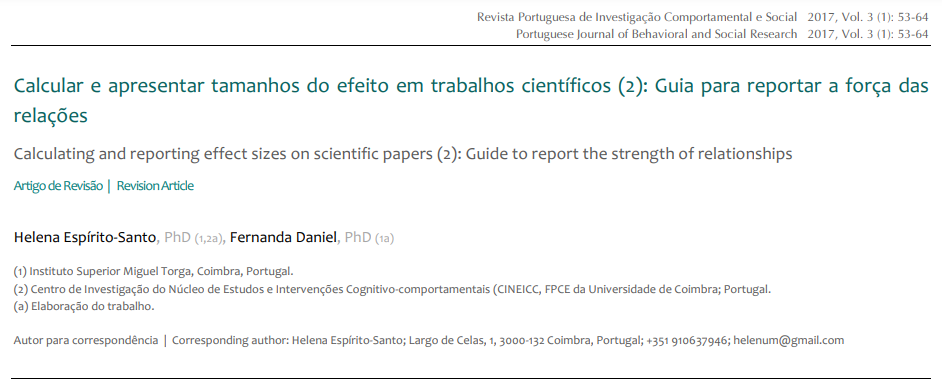 Revista Portuguesa de Investigação Comportamental e Social 2017, Vol. 3 (1): 53-64
Portuguese Journal of Behavioral and Social Research 2017, Vol. 3 (1): 53-64
Calcular e apresentar tamanhos do efeito em trabalhos científicos (2): Guia para reportar a força das
relações
Calculating and reporting effect sizes on scientific papers (2): Guide to report the strength of relationships
Artigo de Revisão | Revision Article
Helena Espírito-Santo, PhD (1,2a), Fernanda Daniel, PhD (1a)
(1) Instituto Superior Miguel Torga, Coimbra, Portugal.
(2) Centro de Investigação do Núcleo de Estudos e Intervenções Cognitivo-comportamentais (CINEICC, FPCE da Universidade de Coimbra; Portugal.
(a) Elaboração do trabalho.
Autor para correspondência | Corresponding author: Helena Espírito-Santo; Largo de Celas, 1, 3000-132 Coimbra, Portugal; +351 910637946; helenum@gmail.com